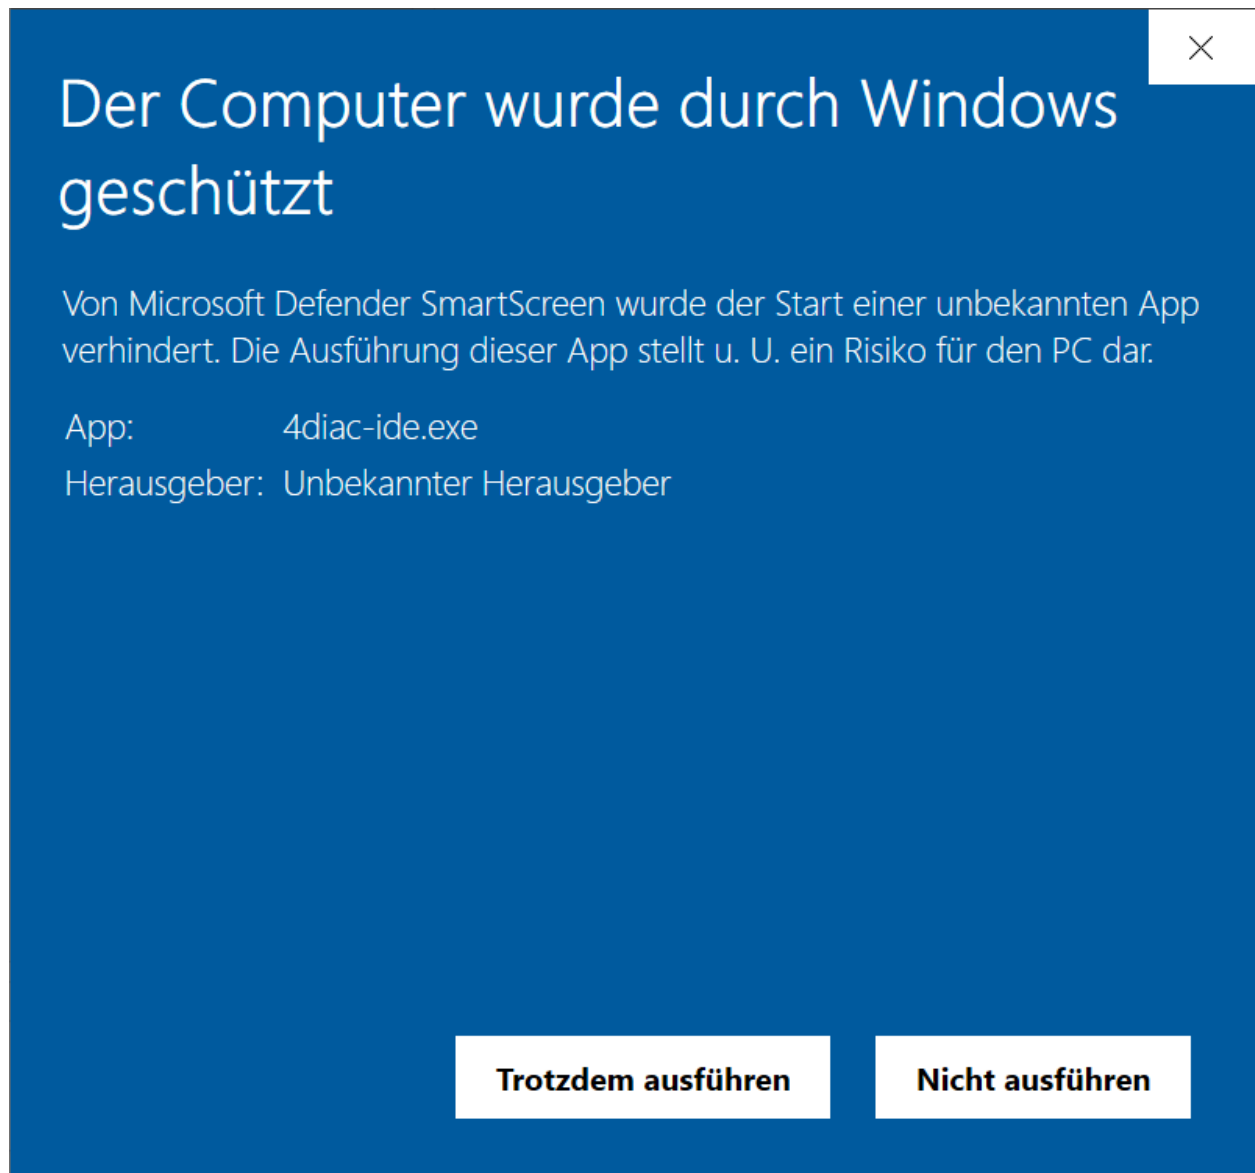 Der Computer wurde durch Windows
geschützt
Von Microsoft Defender SmartScreen wurde der Start einer unbekannten App
verhindert. Die Ausführung dieser App stellt u. U. ein Risiko für den PC dar.
App: 4diac-ide.exe
Herausgeber: Unbekannter Herausgeber
Trotzdem ausführen Nicht ausführen